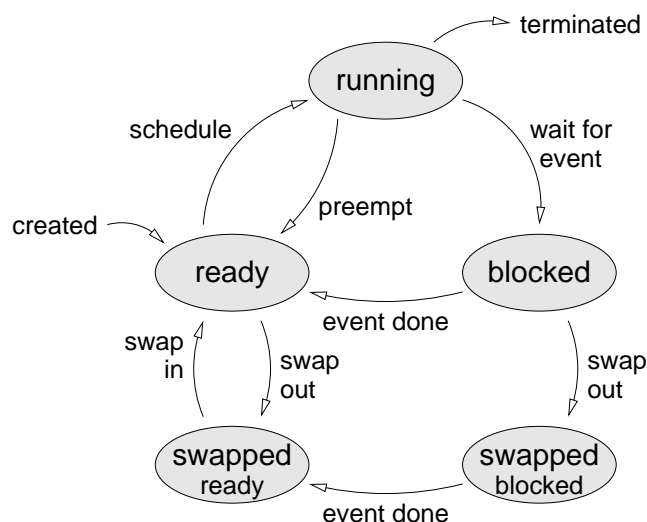 terminated
running
schedule
wait for
event
preempt
created
ready
blocked
event done
swap
in
swap
out
swap
out
swapped
ready
swapped
blocked
event done